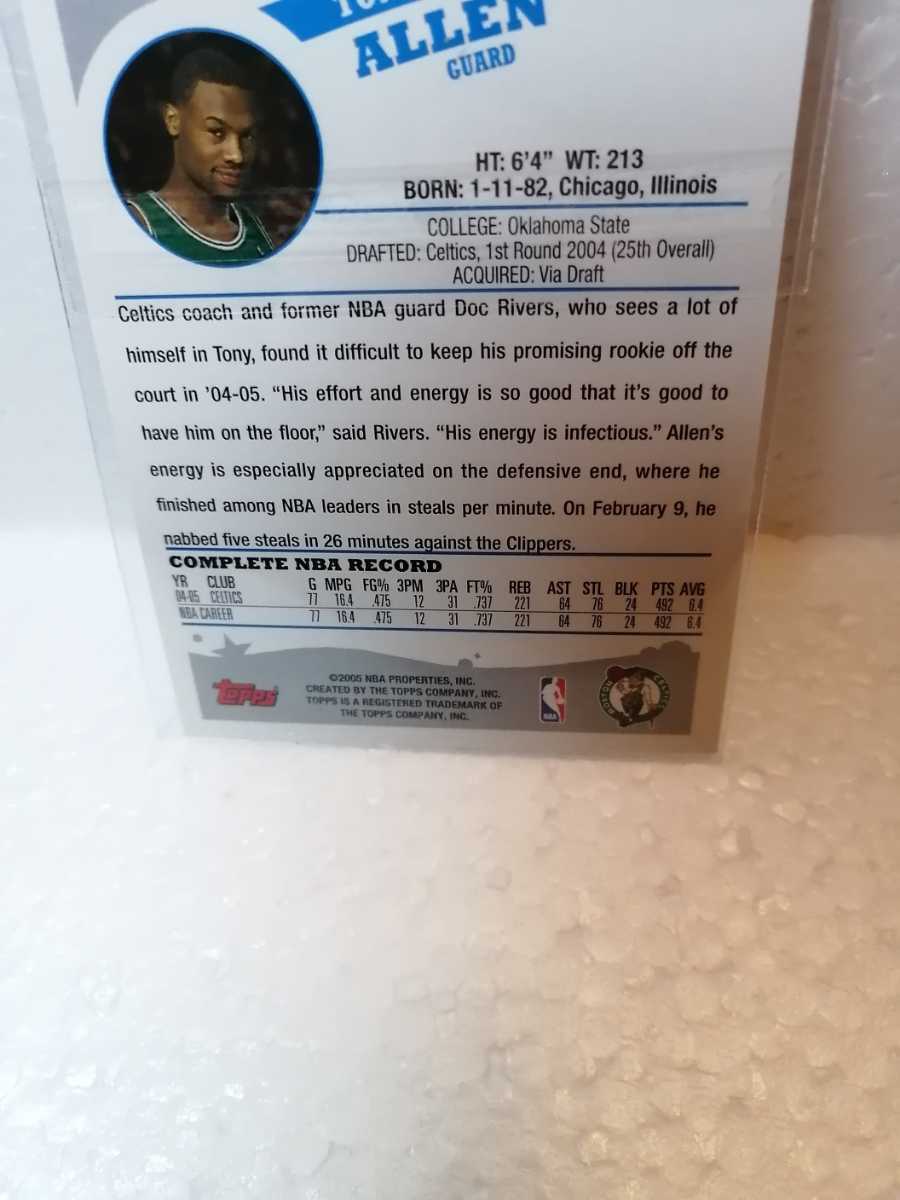 ALLEN
GUARD
HT: 6'4" WT: 213
BORN: 1-11-82, Chicago, Illinois
COLLEGE: Oklahoma State
DRAFTED: Celtics, 1st Round 2004 (25th Overall)
ACQUIRED: Via Draft
Celtics coach and former NBA guard Doc Rivers, who sees a lot of
himself in Tony, found it difficult to keep his promising rookie off the
court in '04-05. "His effort and energy is so good that it's good to
have him on the floor," said Rivers. "His energy is infectious." Allen's
energy is especially appreciated on the defensive end, where he
finished among NBA leaders in steals per minute. On February 9, he
nabbed five steals in 26 minutes against the Clippers.
COMPLETE NBA RECORD
YR CLUB G MPG FG% 3PM 3PA FT% REB AST STL BLK PTS AVG
04-05 CELTICS 77 16.4 .475 12 31 .737 221 64 76 24 492 6.4
NBA CAREER 77 16.4 .475 12 31 .737 221 64 76 24 492 6.4
topps
©2005 NBA PROPERTIES, INC.
CREATED BY THE TOPPS COMPANY, INC.
TOPPS IS A REGISTERED TRADEMARK OF
THE TOPPS COMPANY, INC.
NBA
BOSTON CELTICS